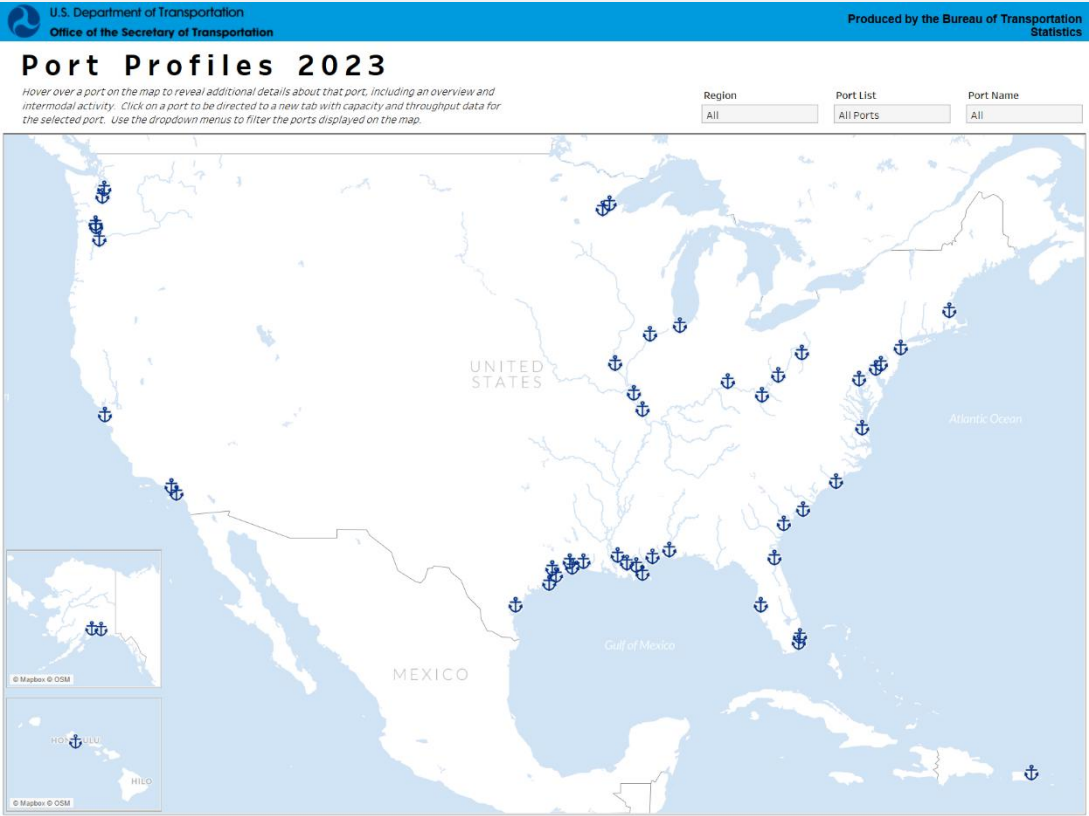 U.S. Department of Transportation
Office of the Secretary of Transportation
Produced by the Bureau of Transportation
Statistics
Port Profiles 2023
Hover over a port on the map to reveal additional details about that port, including an overview and
intermodal activity. Click on a port to be directed to a new tab with capacity and throughput data for
the selected port. Use the dropdown menus to filter the ports displayed on the map.
Region
Port List
Port Name
All
All Ports
All
UNITED
STATES
Atlantic Ocean
Gulf of Mexico
MEXICO
© Mapbox © OSM
HONOLULU
HILO
© Mapbox © OSM